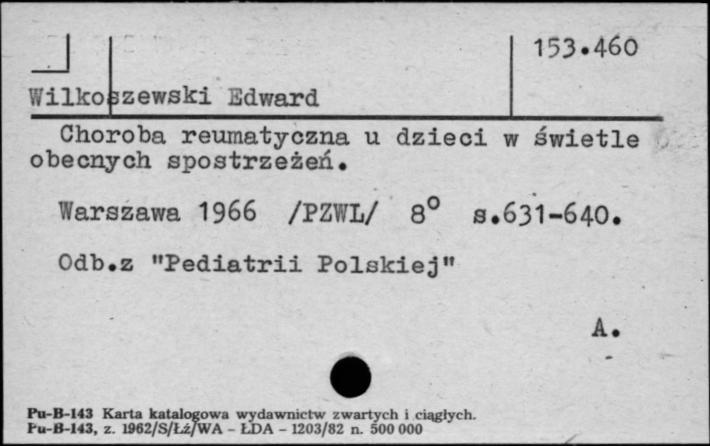 153.460
Wilkoszewski Edward
Choroba reumatyczna u dzieci w świetle
obecnych spostrzeżeń.
Warszawa 1966 /PZWL/ 8° s.631-640.
Odb.z "Pediatrii Polskiej"
A.
Pu-B-143 Karta katalogowa wydawnictw zwartych i ciągłych.
Pu-B-143, z. 1962/S/Łź/WA - ŁDA - 1203/82 n. 500 000